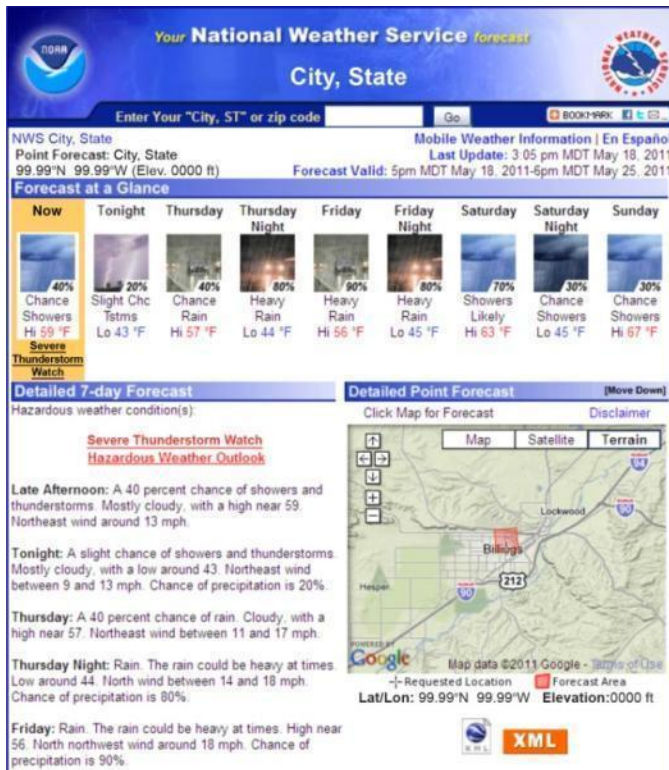 NOAA
Your National Weather Service forecast
City, State
NATIONAL WEATHER SERVICE
Enter Your "City, ST" or zip code Go BOOKMARK
NWS City, State Mobile Weather Information | En Español
Point Forecast: City, State Last Update: 3:05 pm MDT May 18, 2011
99.99°N 99.99°W (Elev. 0000 ft) Forecast Valid: 5pm MDT May 18, 2011-6pm MDT May 25, 2011
Forecast at a Glance
Now Tonight Thursday Thursday Night Friday Friday Night Saturday Saturday Night Sunday
40% 20% 40% 80% 90% 80% 70% 30% 30%
Chance Slight Chc Chance Heavy Heavy Heavy Showers Chance Chance
Showers Tstms Rain Rain Rain Rain Likely Showers Showers
Hi 59 °F Lo 43 °F Hi 57 °F Lo 44 °F Hi 56 °F Lo 45 °F Hi 63 °F Lo 45 °F Hi 67 °F
Severe
Thunderstorm
Watch
Detailed 7-day Forecast
Hazardous weather condition(s):
Severe Thunderstorm Watch
Hazardous Weather Outlook
Late Afternoon: A 40 percent chance of showers and
thunderstorms. Mostly cloudy, with a high near 59.
Northeast wind around 13 mph.
Tonight: A slight chance of showers and thunderstorms.
Mostly cloudy, with a low around 43. Northeast wind
between 9 and 13 mph. Chance of precipitation is 20%.
Thursday: A 40 percent chance of rain. Cloudy, with a
high near 57. Northeast wind between 11 and 17 mph.
Thursday Night: Rain. The rain could be heavy at times.
Low around 44. North wind between 14 and 18 mph.
Chance of precipitation is 80%.
Friday: Rain. The rain could be heavy at times. High near
56. North northwest wind around 18 mph. Chance of
precipitation is 90%.
Detailed Point Forecast [Move Down]
Click Map for Forecast Disclaimer
Map Satellite Terrain
94
90
Lockwood
Billings
Hesper
212
90
POWERED BY
Google Map data ©2011 Google - Terms of Use
Requested Location Forecast Area
Lat/Lon: 99.99°N 99.99°W Elevation:0000 ft
XML XML